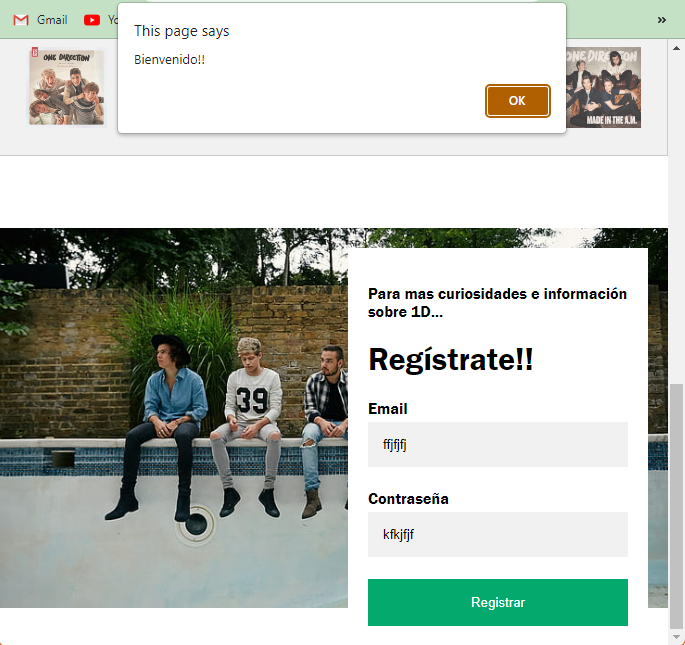 Gmail
This page says
Bienvenido!!
OK
»
ONE DIRECTION
ONE DIRECTION
MADE IN THE A.M.
Para mas curiosidades e información
sobre 1D...
Regístrate!!
39
Email
ffjfjfj
Contraseña
kfkjfjf
Registrar